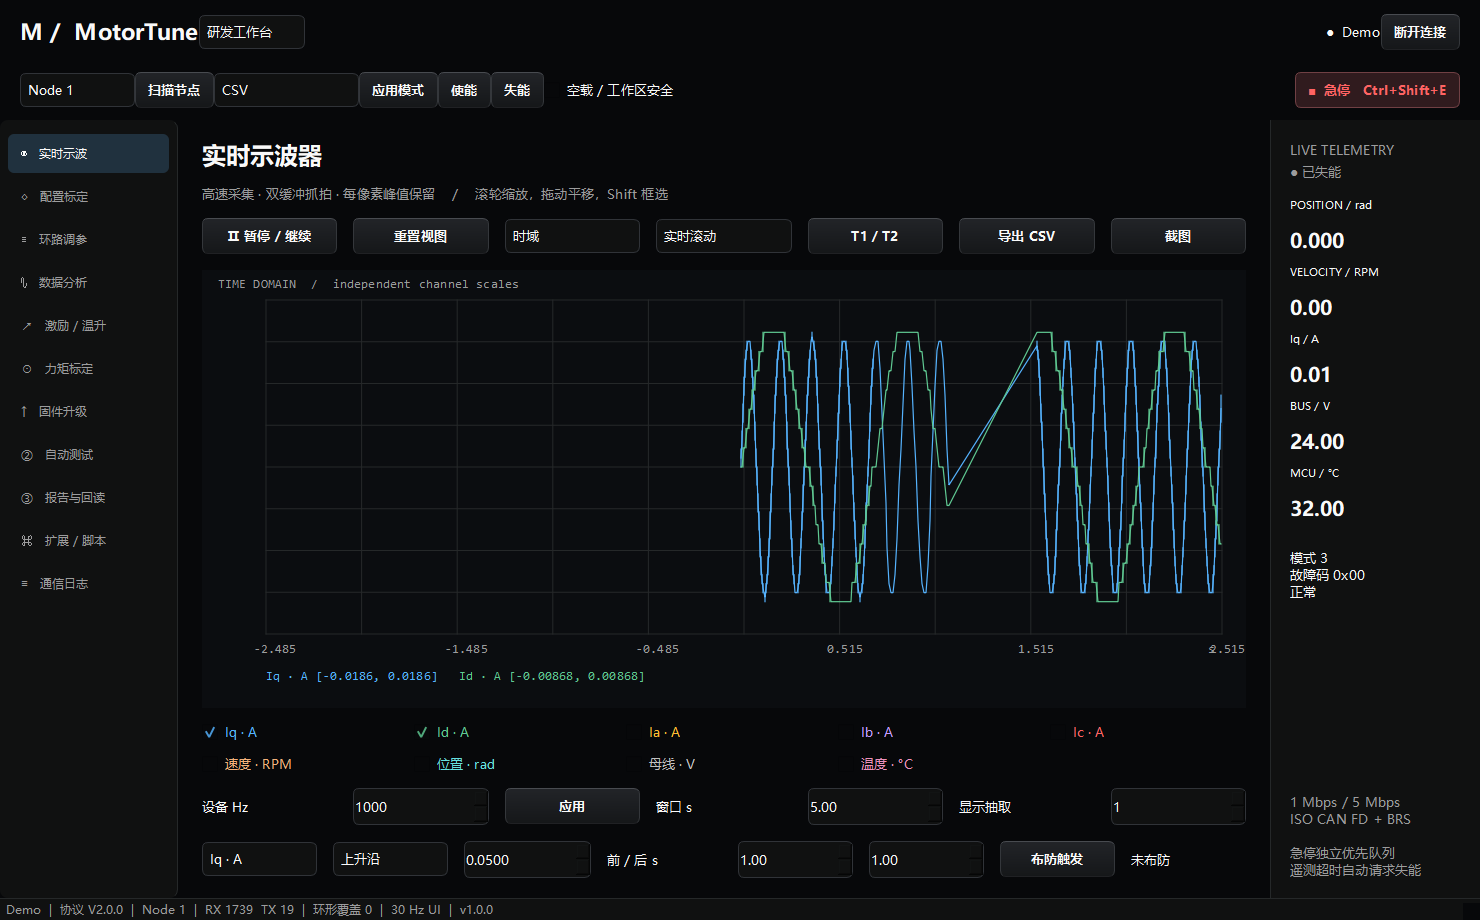 M / MotorTune 研发工作台 ● Demo 断开连接
Node 1 扫描节点 CSV 应用模式 使能 失能 空载 / 工作区安全 ■ 急停 Ctrl+Shift+E
实时示波
◇ 配置标定
≡ 环路调参
数据分析
↗ 激励 / 温升
⊙ 力矩标定
↑ 固件升级
② 自动测试
③ 报告与回读
⌘ 扩展 / 脚本
≡ 通信日志
实时示波器
高速采集 · 双缓冲抓拍 · 每像素峰值保留 / 滚轮缩放，拖动平移，Shift 框选
II 暂停 / 继续 重置视图 时域 实时滚动 T1 / T2 导出 CSV 截图
TIME DOMAIN / independent channel scales
-2.485 -1.485 -0.485 0.515 1.515 2.515
Iq · A [-0.0186, 0.0186] Id · A [-0.00868, 0.00868]
✓ Iq · A ✓ Id · A Ia · A Ib · A Ic · A
速度 · RPM 位置 · rad 母线 · V 温度 · °C
设备 Hz 1000 应用 窗口 s 5.00 显示抽取 1
Iq · A 上升沿 0.0500 前 / 后 s 1.00 1.00 布防触发 未布防
LIVE TELEMETRY
● 已失能
POSITION / rad
0.000
VELOCITY / RPM
0.00
Iq / A
0.01
BUS / V
24.00
MCU / °C
32.00
模式 3
故障码 0x00
正常
1 Mbps / 5 Mbps
ISO CAN FD + BRS
急停独立优先队列
遥测超时自动请求失能
Demo | 协议 V2.0.0 | Node 1 | RX 1739 TX 19 | 环形覆盖 0 | 30 Hz UI | v1.0.0